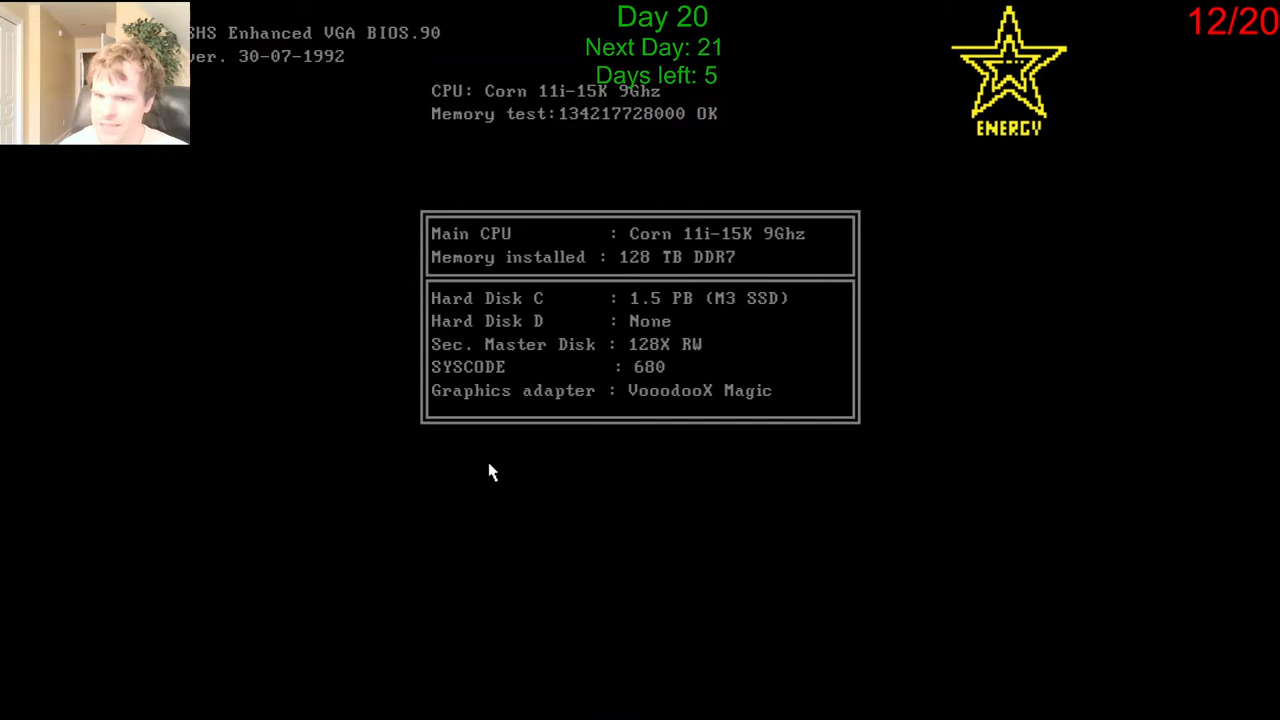 SHS Enhanced VGA BIOS.90
ver. 30-07-1992
Day 20
Next Day: 21
Days left: 5
12/20
ENERGY
CPU: Corn 11i-15K 9Ghz
Memory test:134217728000 OK
Main CPU : Corn 11i-15K 9Ghz
Memory installed : 128 TB DDR7
Hard Disk C : 1.5 PB (M3 SSD)
Hard Disk D : None
Sec. Master Disk : 128X RW
SYSCODE : 680
Graphics adapter : VooodooX Magic